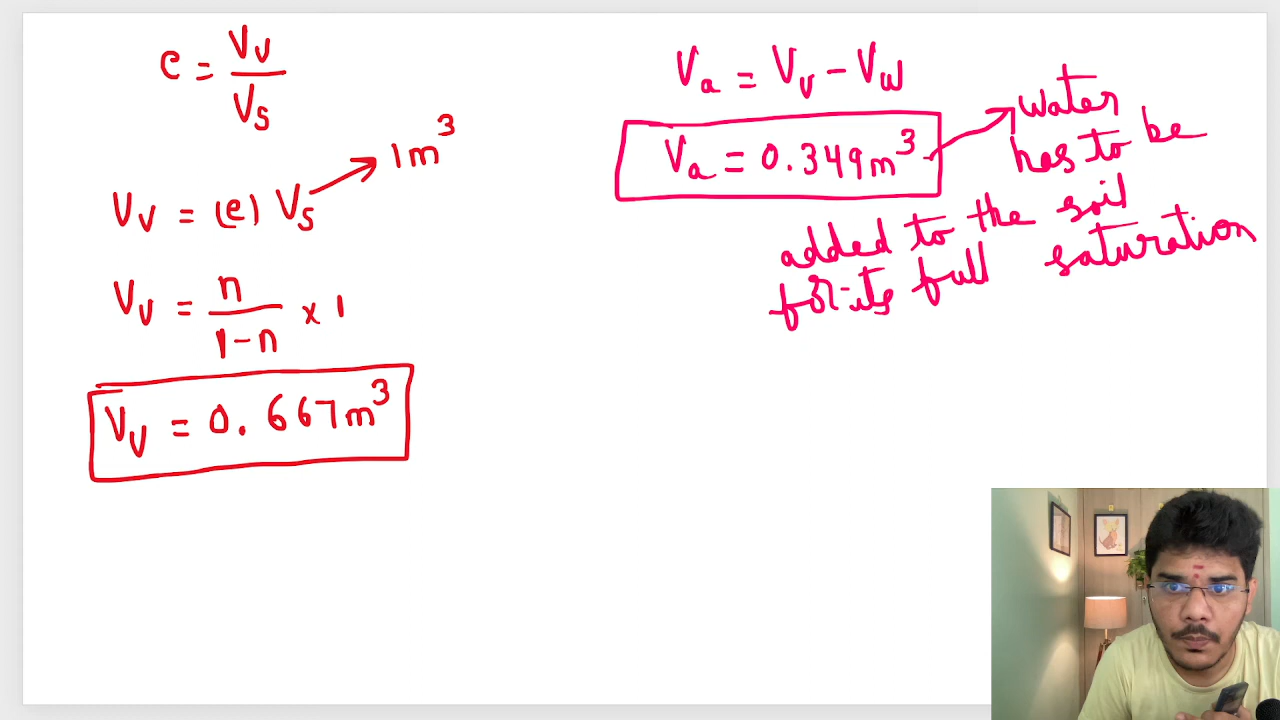 e = Vv/Vs
Vv = (e) Vs → 1m³
Vv = n/(1-n) × 1
Vv = 0.667m³
Va = Vv - Vw
Va = 0.349m³ → water
has to be
added to the soil
for its full saturation